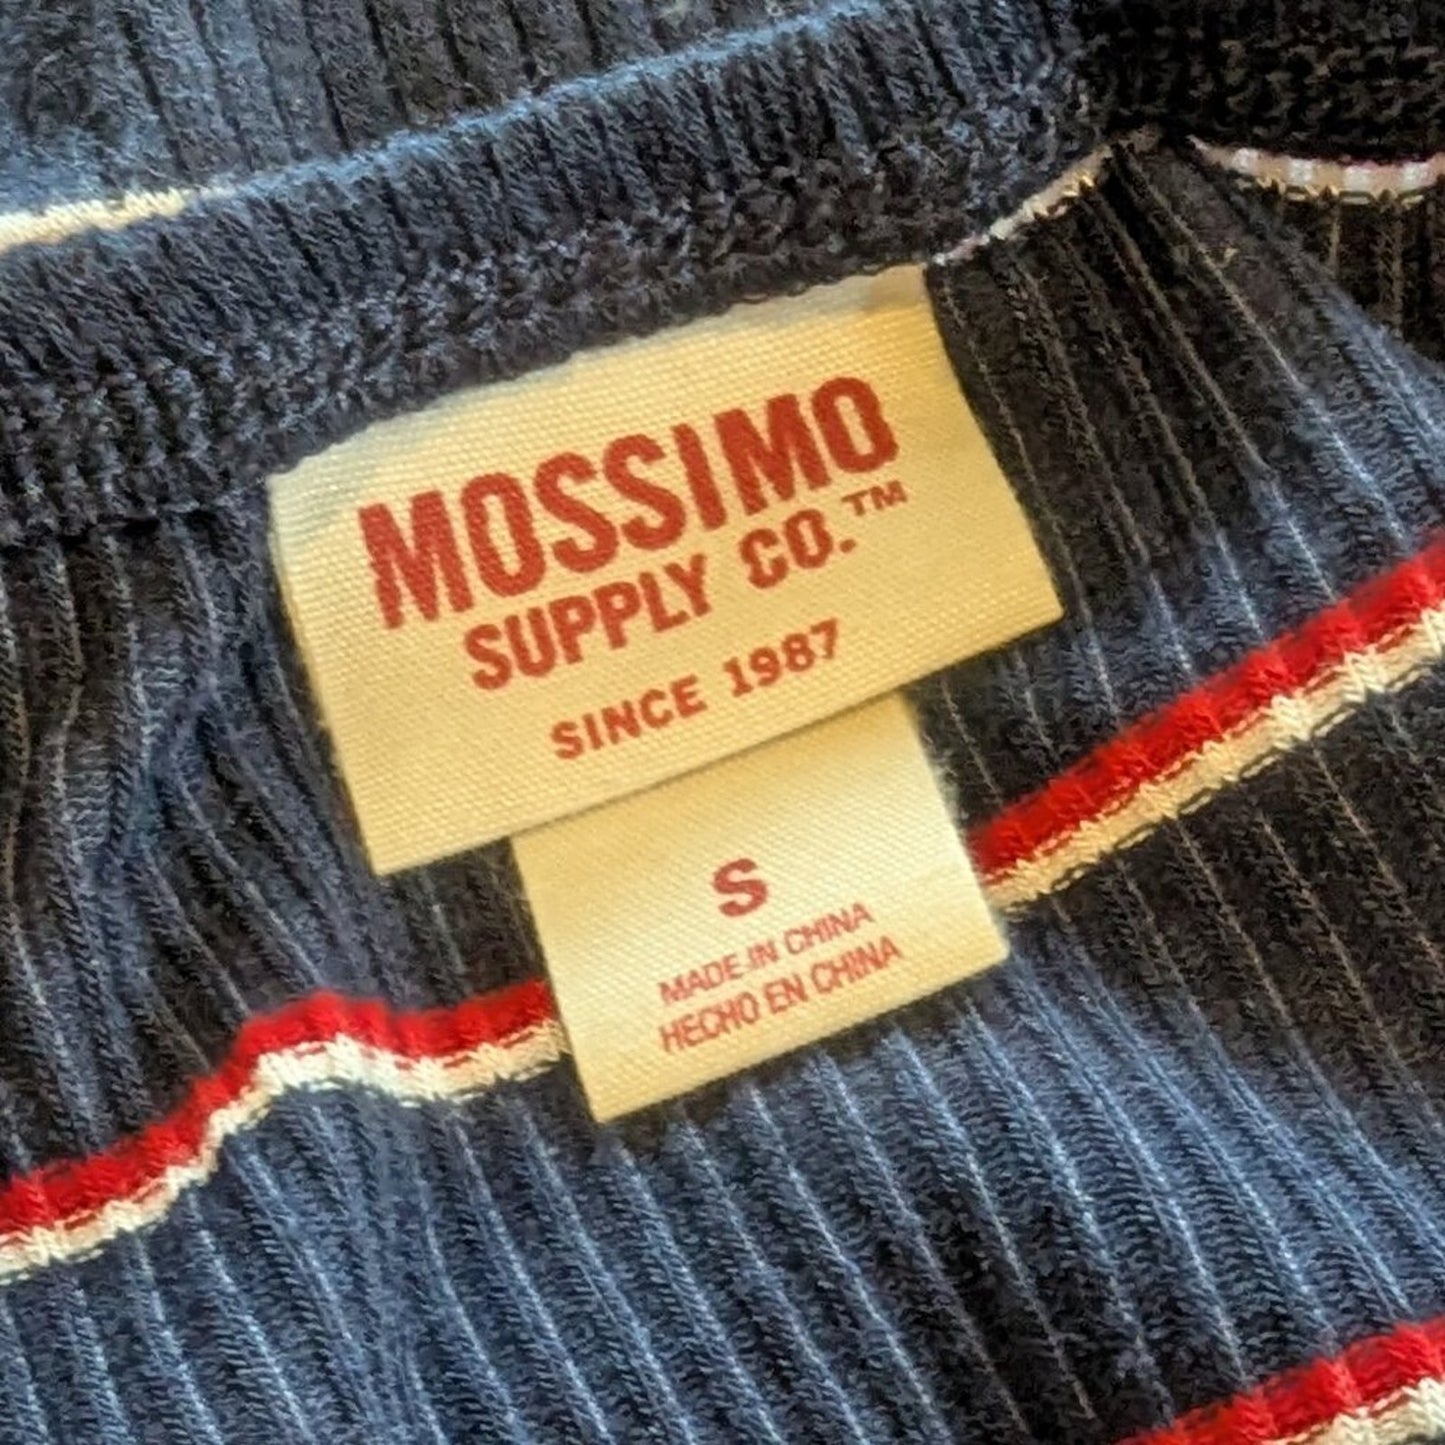 MOSSIMO
SUPPLY CO.™
SINCE 1987
S
MADE IN CHINA
HECHO EN CHINA